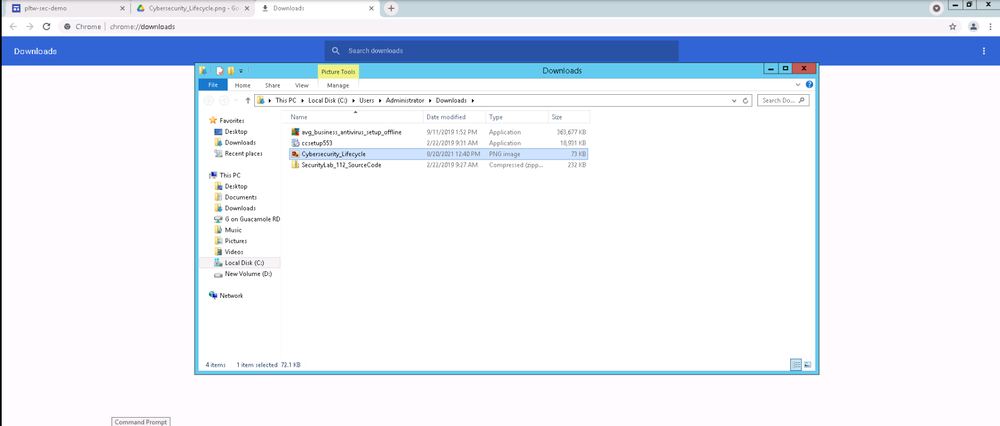 pltw-sec-demo
Cybersecurity_Lifecycle.png - Go
Downloads
Chrome
chrome://downloads
Downloads
Search downloads
Picture Tools
Downloads
File
Home
Share
View
Manage
This PC
Local Disk (C:)
Users
Administrator
Downloads
Search Do...
Name
Date modified
Type
Size
avg_business_antivirus_setup_offline 9/11/2019 1:52 PM Application 363,677 KB
ccsetup553 2/22/2019 9:31 AM Application 18,931 KB
Cybersecurity_Lifecycle 8/20/2021 12:40 PM PNG image 73 KB
SecurityLab_112_SourceCode 2/22/2019 9:27 AM Compressed (zipp... 232 KB
Favorites
Desktop
Downloads
Recent places
This PC
Desktop
Documents
Downloads
G on Guacamole RD
Music
Pictures
Videos
Local Disk (C:)
New Volume (D:)
Network
4 items
1 item selected 72.1 KB
Command Prompt